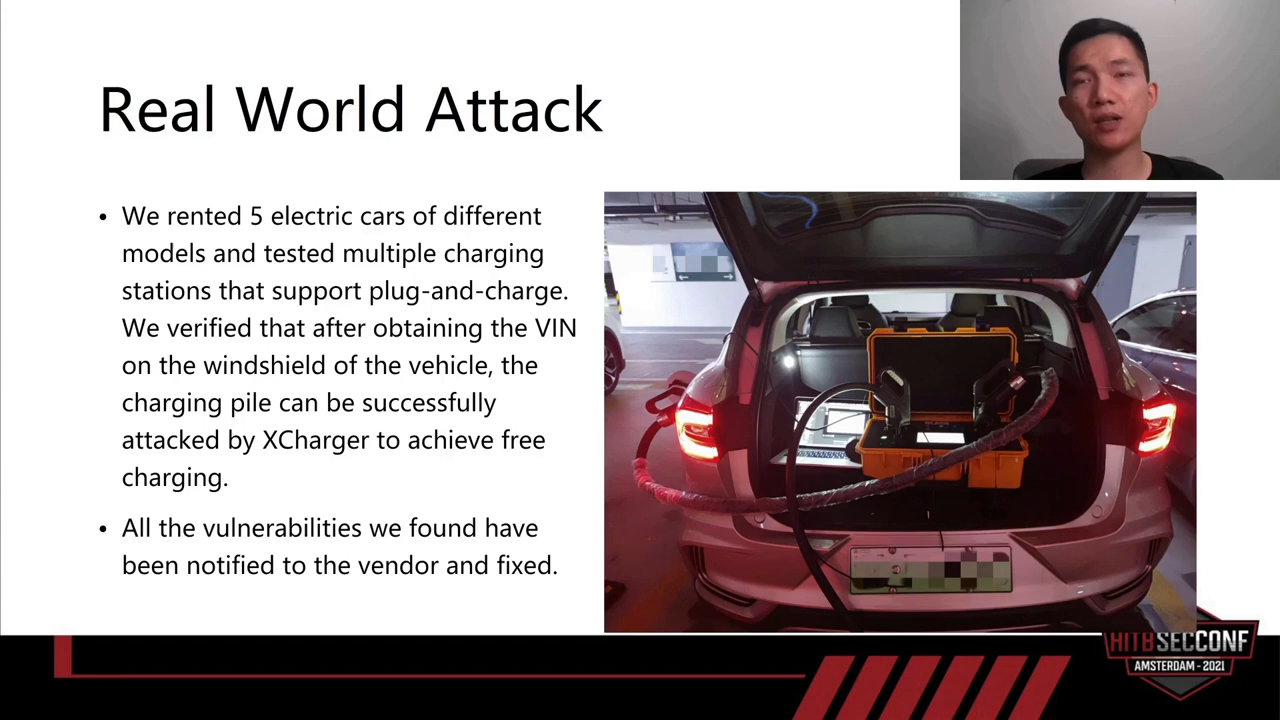 Real World Attack
• We rented 5 electric cars of different
models and tested multiple charging
stations that support plug-and-charge.
We verified that after obtaining the VIN
on the windshield of the vehicle, the
charging pile can be successfully
attacked by XCharger to achieve free
charging.
• All the vulnerabilities we found have
been notified to the vendor and fixed.
HITBSECCONF
AMSTERDAM - 2021